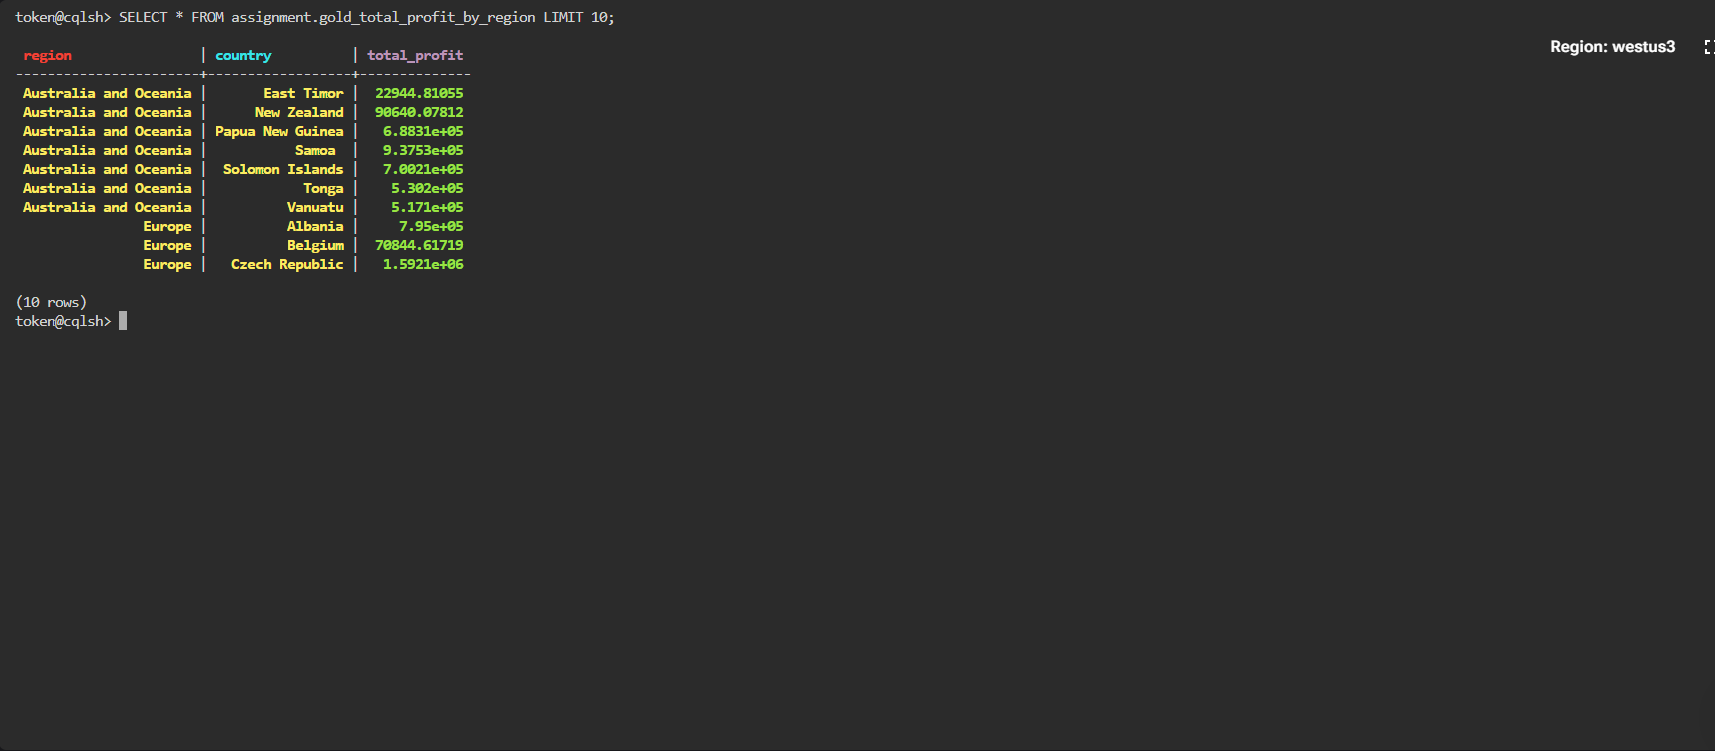 token@cqlsh> SELECT * FROM assignment.gold_total_profit_by_region LIMIT 10;
Region: westus3
 region                | country          | total_profit
-----------------------+------------------+--------------
 Australia and Oceania |       East Timor |  22944.81055
 Australia and Oceania |      New Zealand |  90640.07812
 Australia and Oceania | Papua New Guinea |   6.8831e+05
 Australia and Oceania |           Samoa  |   9.3753e+05
 Australia and Oceania |  Solomon Islands |   7.0021e+05
 Australia and Oceania |            Tonga |    5.302e+05
 Australia and Oceania |          Vanuatu |    5.171e+05
                Europe |          Albania |     7.95e+05
                Europe |          Belgium |  70844.61719
                Europe |   Czech Republic |   1.5921e+06
(10 rows)
token@cqlsh>